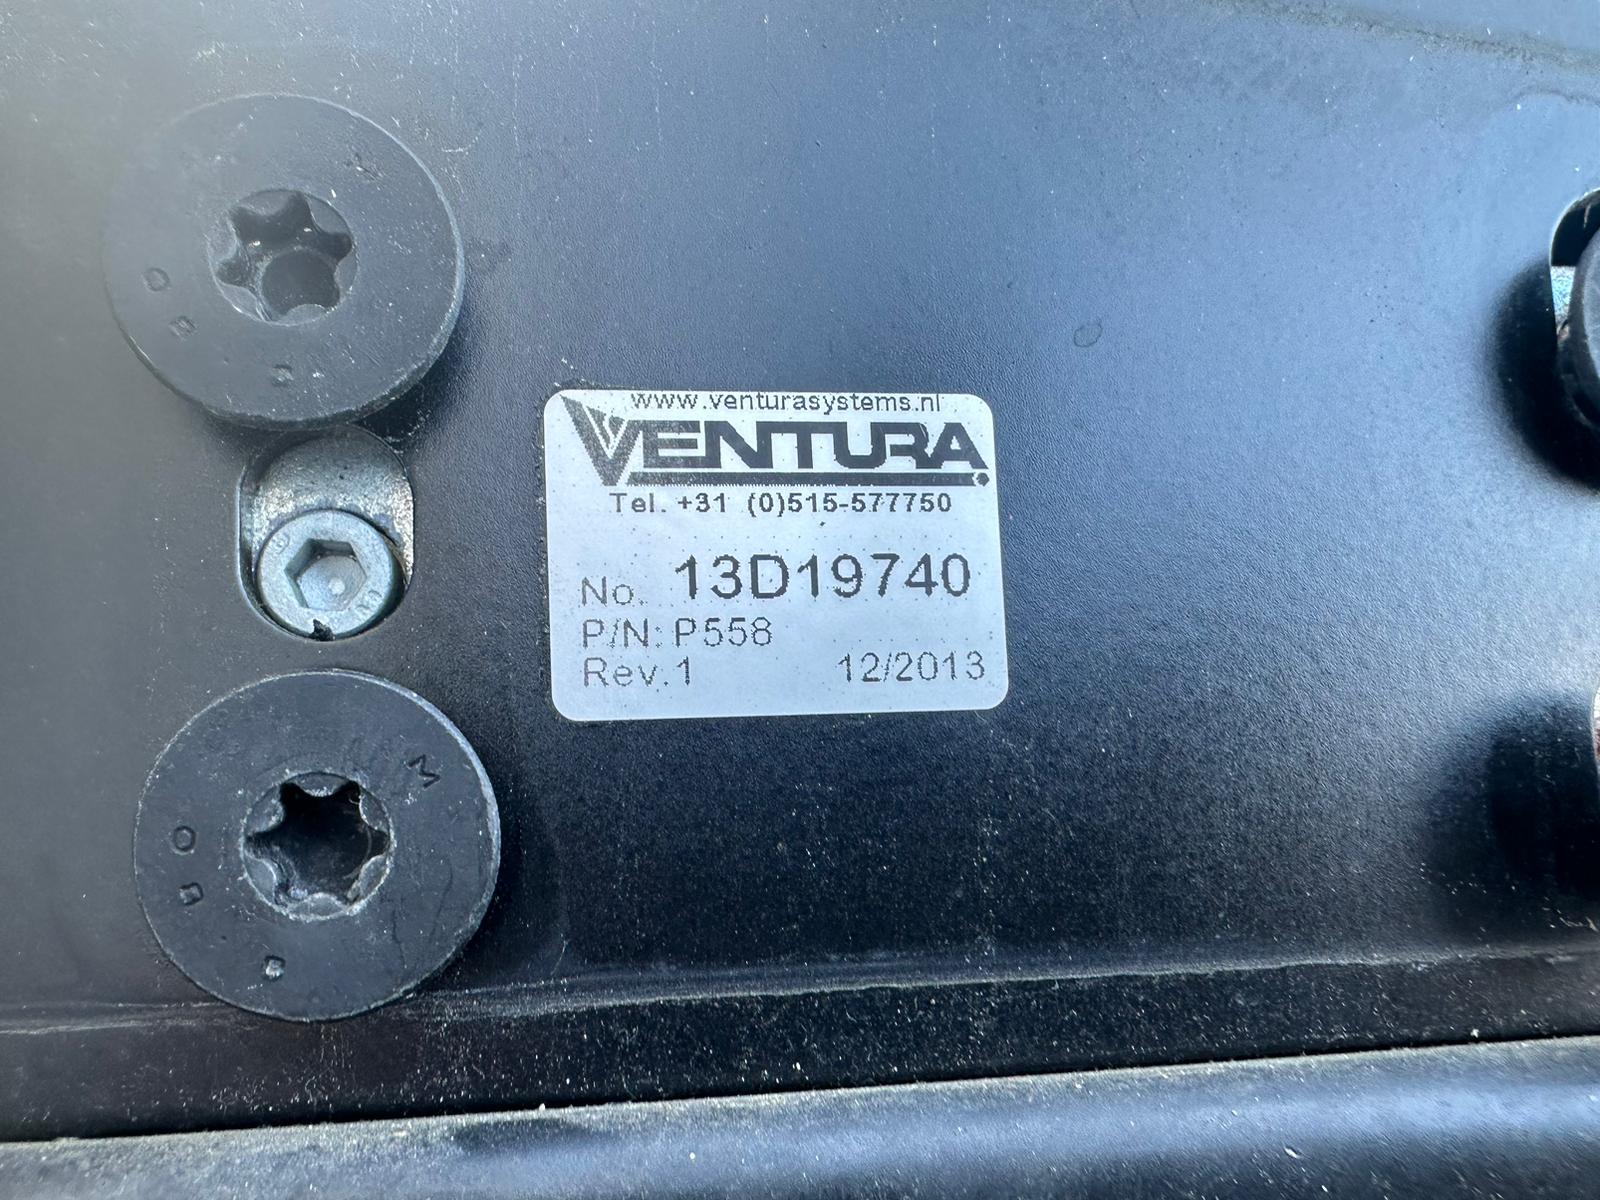 www.venturasystems.nl
VENTURA
Tel. +31 (0)515-577750
No. 13D19740
P/N: P558
Rev.1 12/2013
M